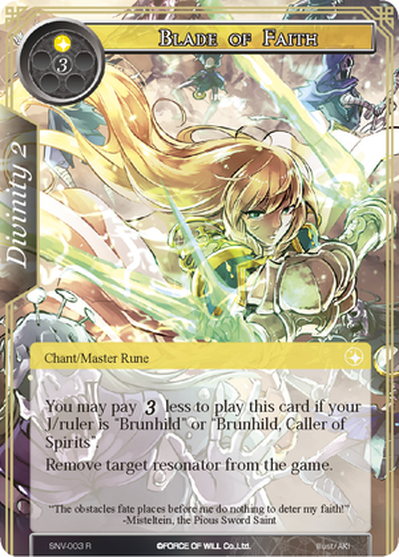 BLADE OF FAITH
3
Divinity 2
Chant/Master Rune
You may pay 3 less to play this card if your
J/ruler is "Brunhild" or "Brunhild, Caller of
Spirits".
Remove target resonator from the game.
"The obstacles fate places before me do nothing to deter my faith!"
-Misteltein, the Pious Sword Saint
SNV-003 R
©FORCE OF WILL Co.,Ltd.
Illust/AKI